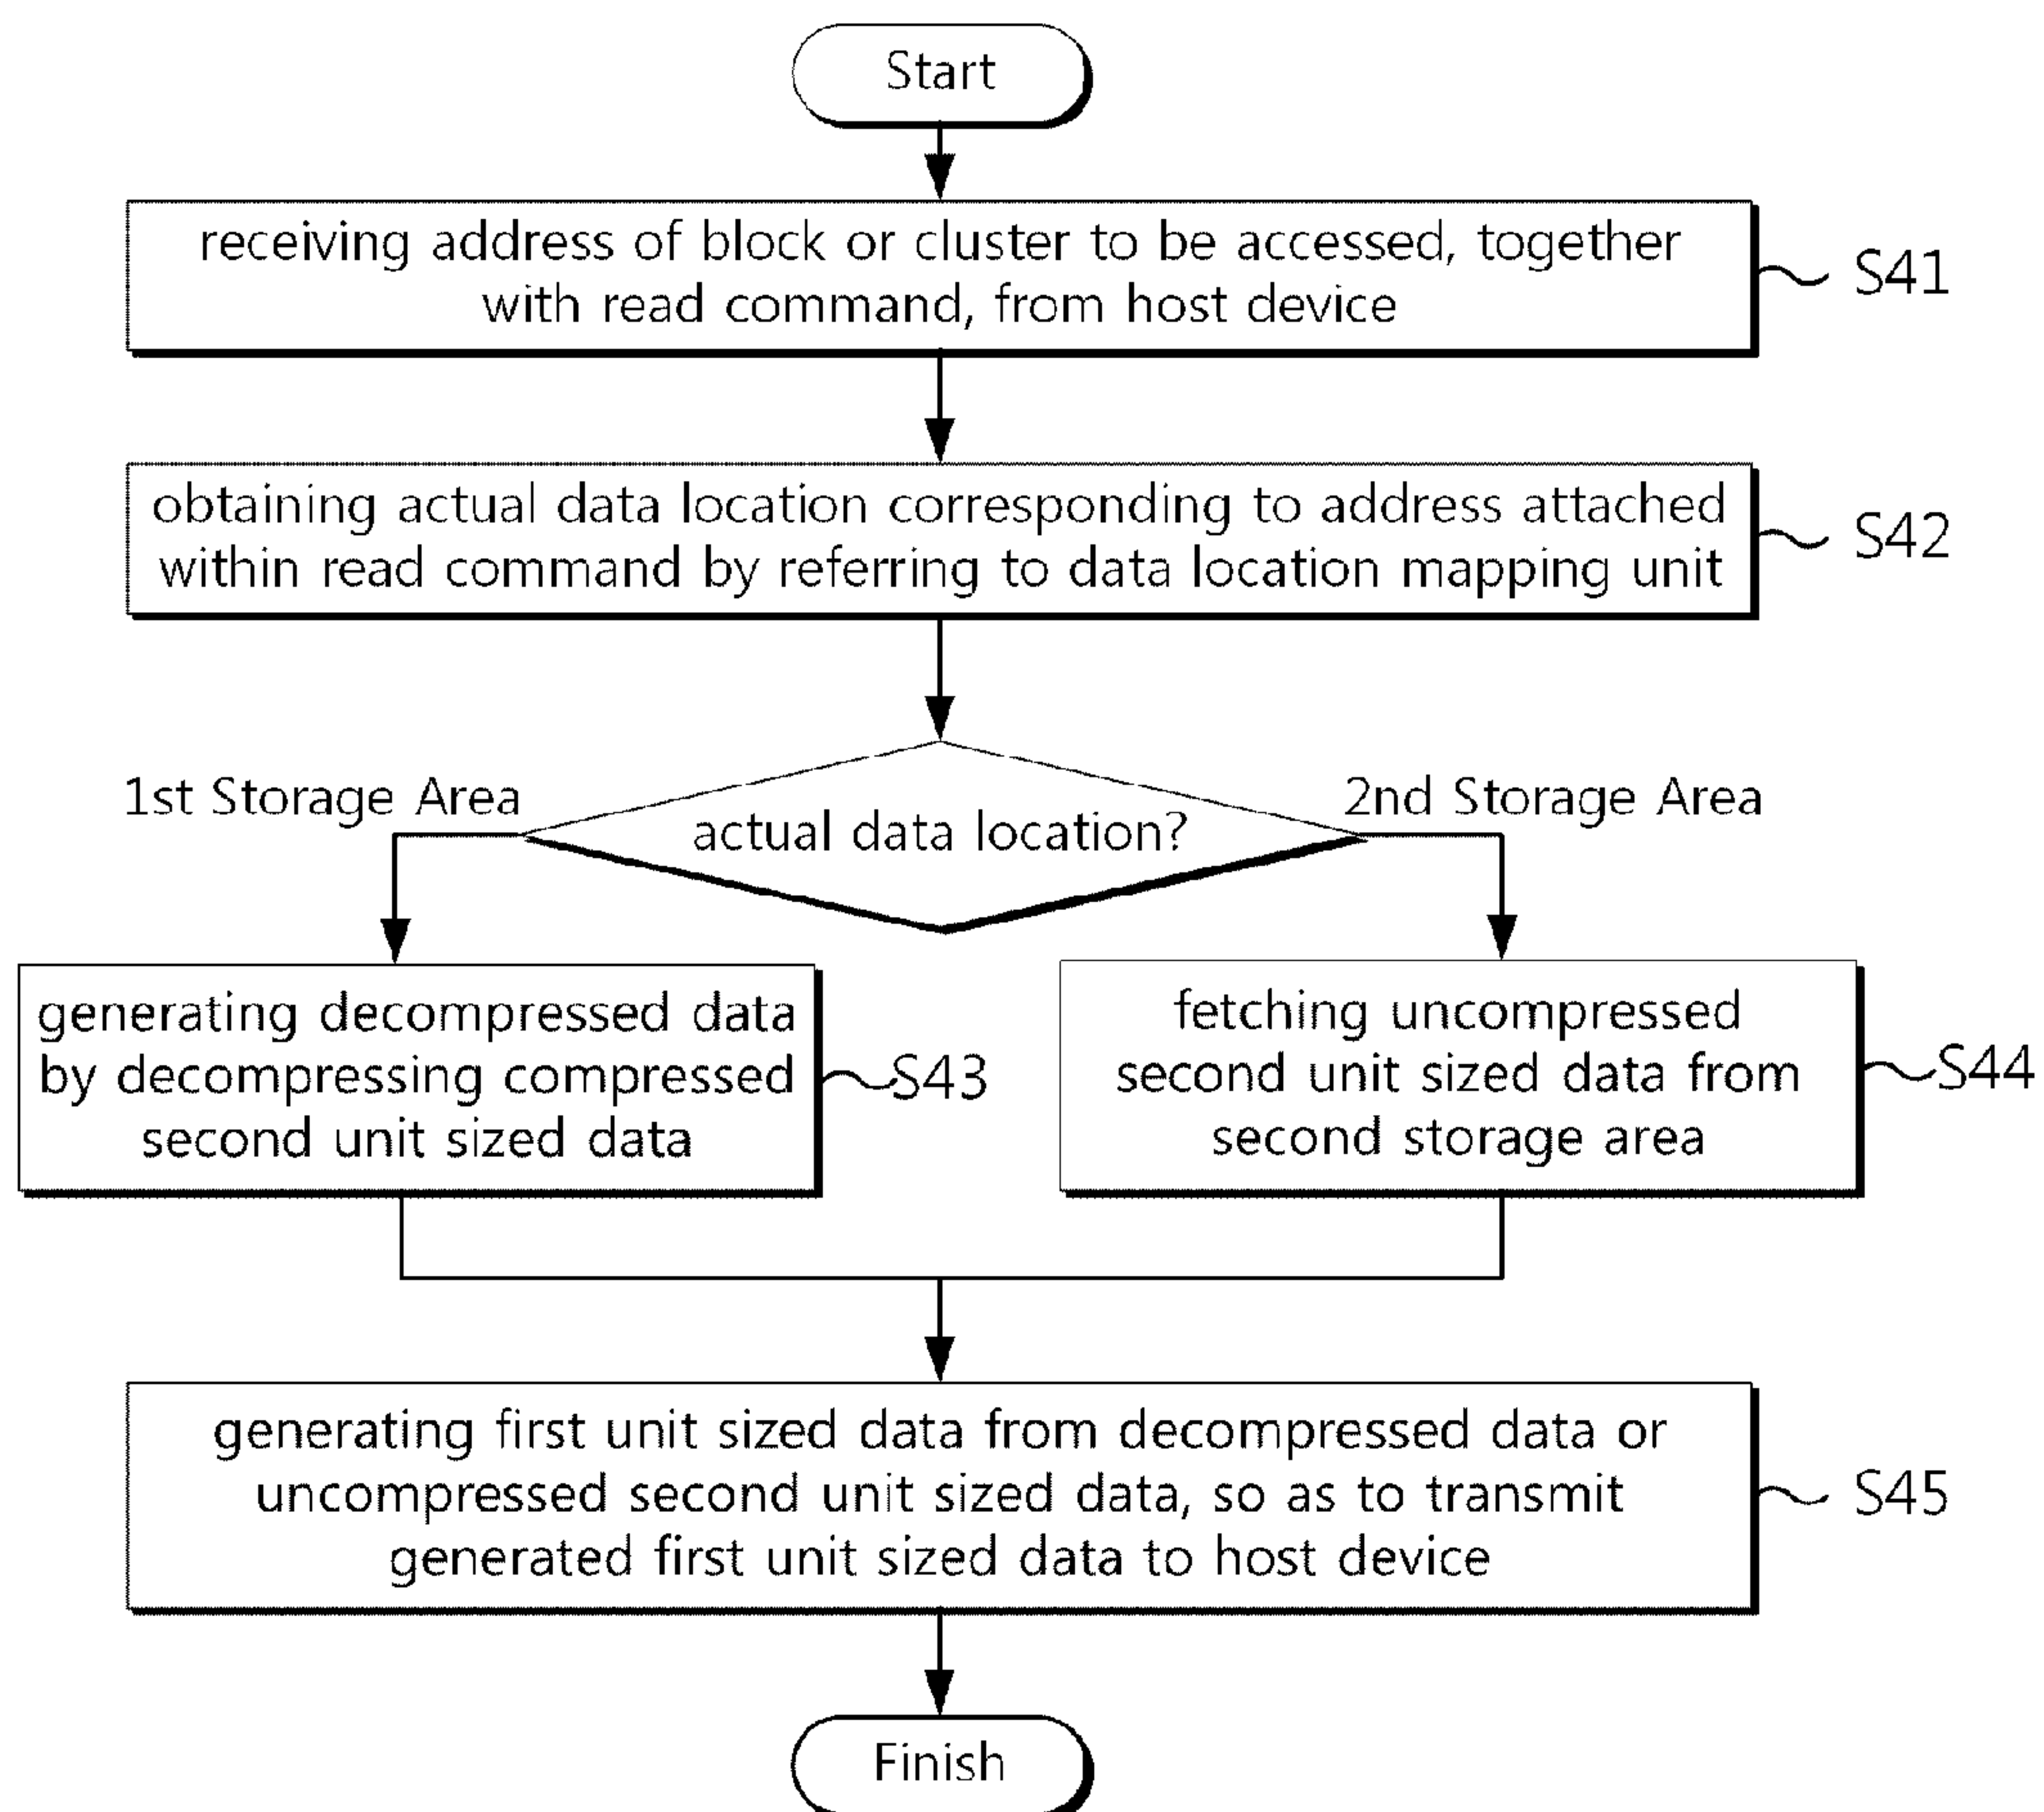 Start
receiving address of block or cluster to be accessed, together
with read command, from host device
S41
obtaining actual data location corresponding to address attached
within read command by referring to data location mapping unit
S42
1st Storage Area
actual data location?
2nd Storage Area
generating decompressed data
by decompressing compressed
second unit sized data
S43
fetching uncompressed
second unit sized data from
second storage area
S44
generating first unit sized data from decompressed data or
uncompressed second unit sized data, so as to transmit
generated first unit sized data to host device
S45
Finish